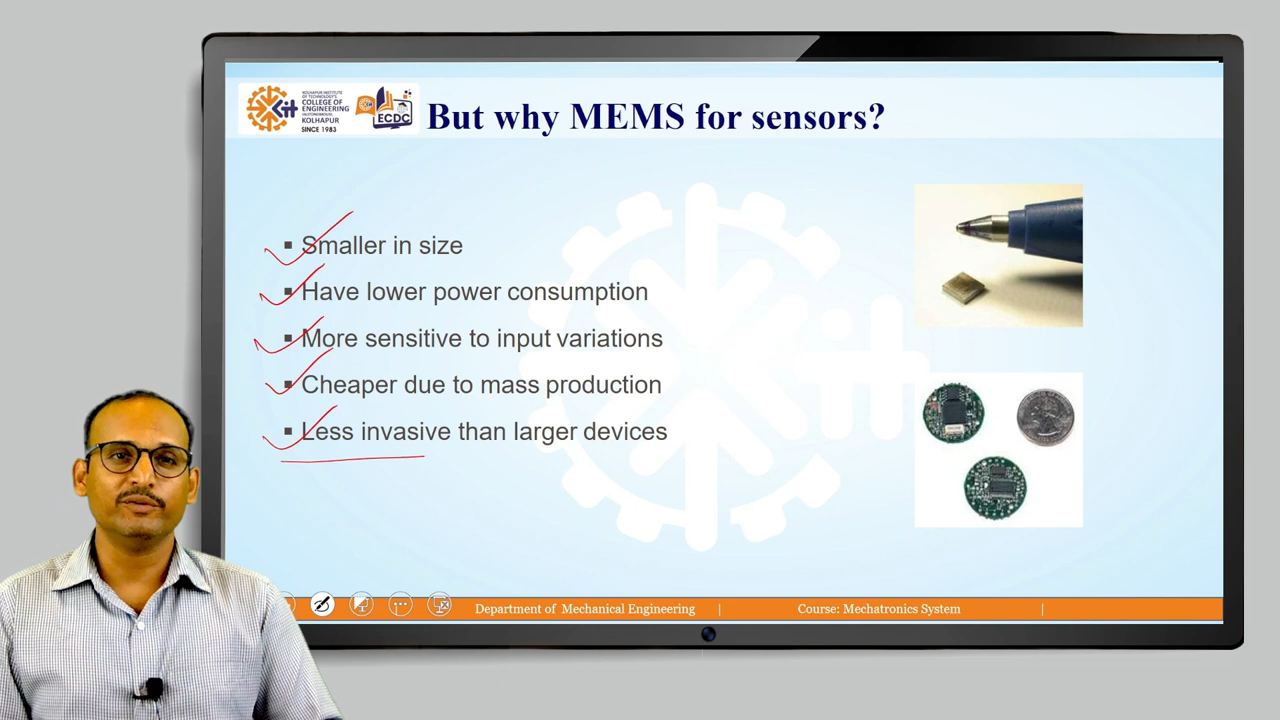 KOLHAPUR INSTITUTE
OF TECHNOLOGY'S
COLLEGE OF
ENGINEERING
(AUTONOMOUS),
KOLHAPUR
SINCE 1983
ECDC
But why MEMS for sensors?
▪ Smaller in size
▪ Have lower power consumption
▪ More sensitive to input variations
▪ Cheaper due to mass production
▪ Less invasive than larger devices
Department of Mechanical Engineering | Course: Mechatronics System |